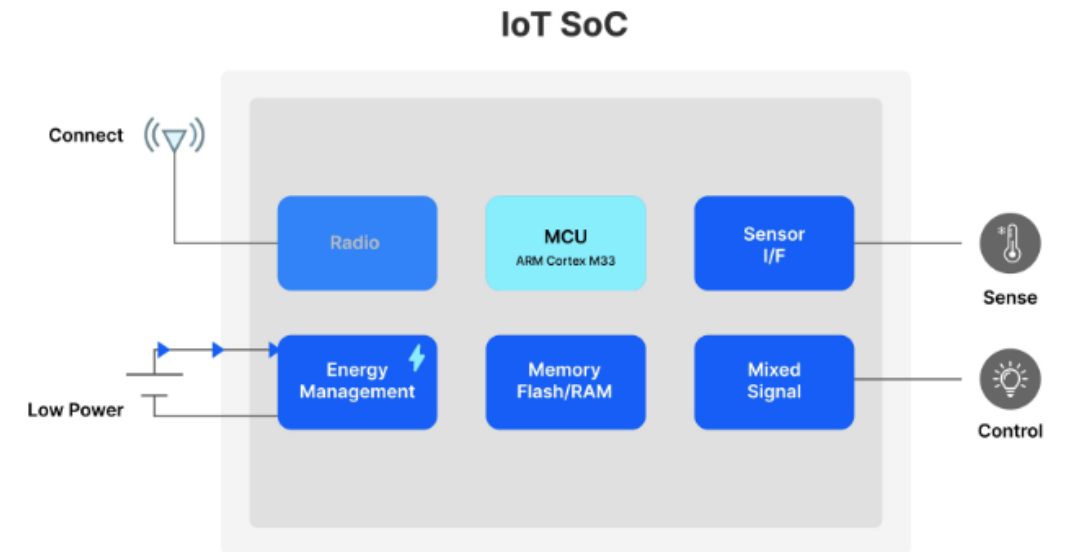 IoT SoC
Connect
Radio
MCU
ARM Cortex M33
Sensor
I/F
Sense
Low Power
Energy
Management
Memory
Flash/RAM
Mixed
Signal
Control